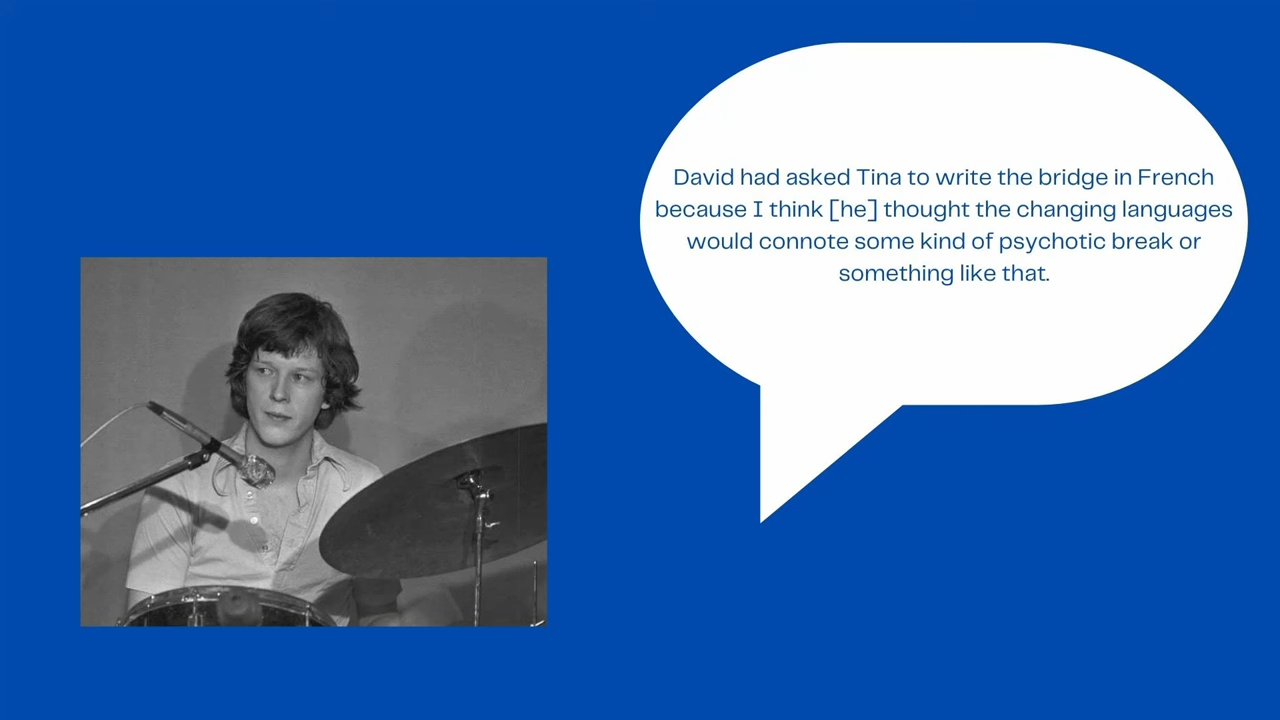 David had asked Tina to write the bridge in French
because I think [he] thought the changing languages
would connote some kind of psychotic break or
something like that.